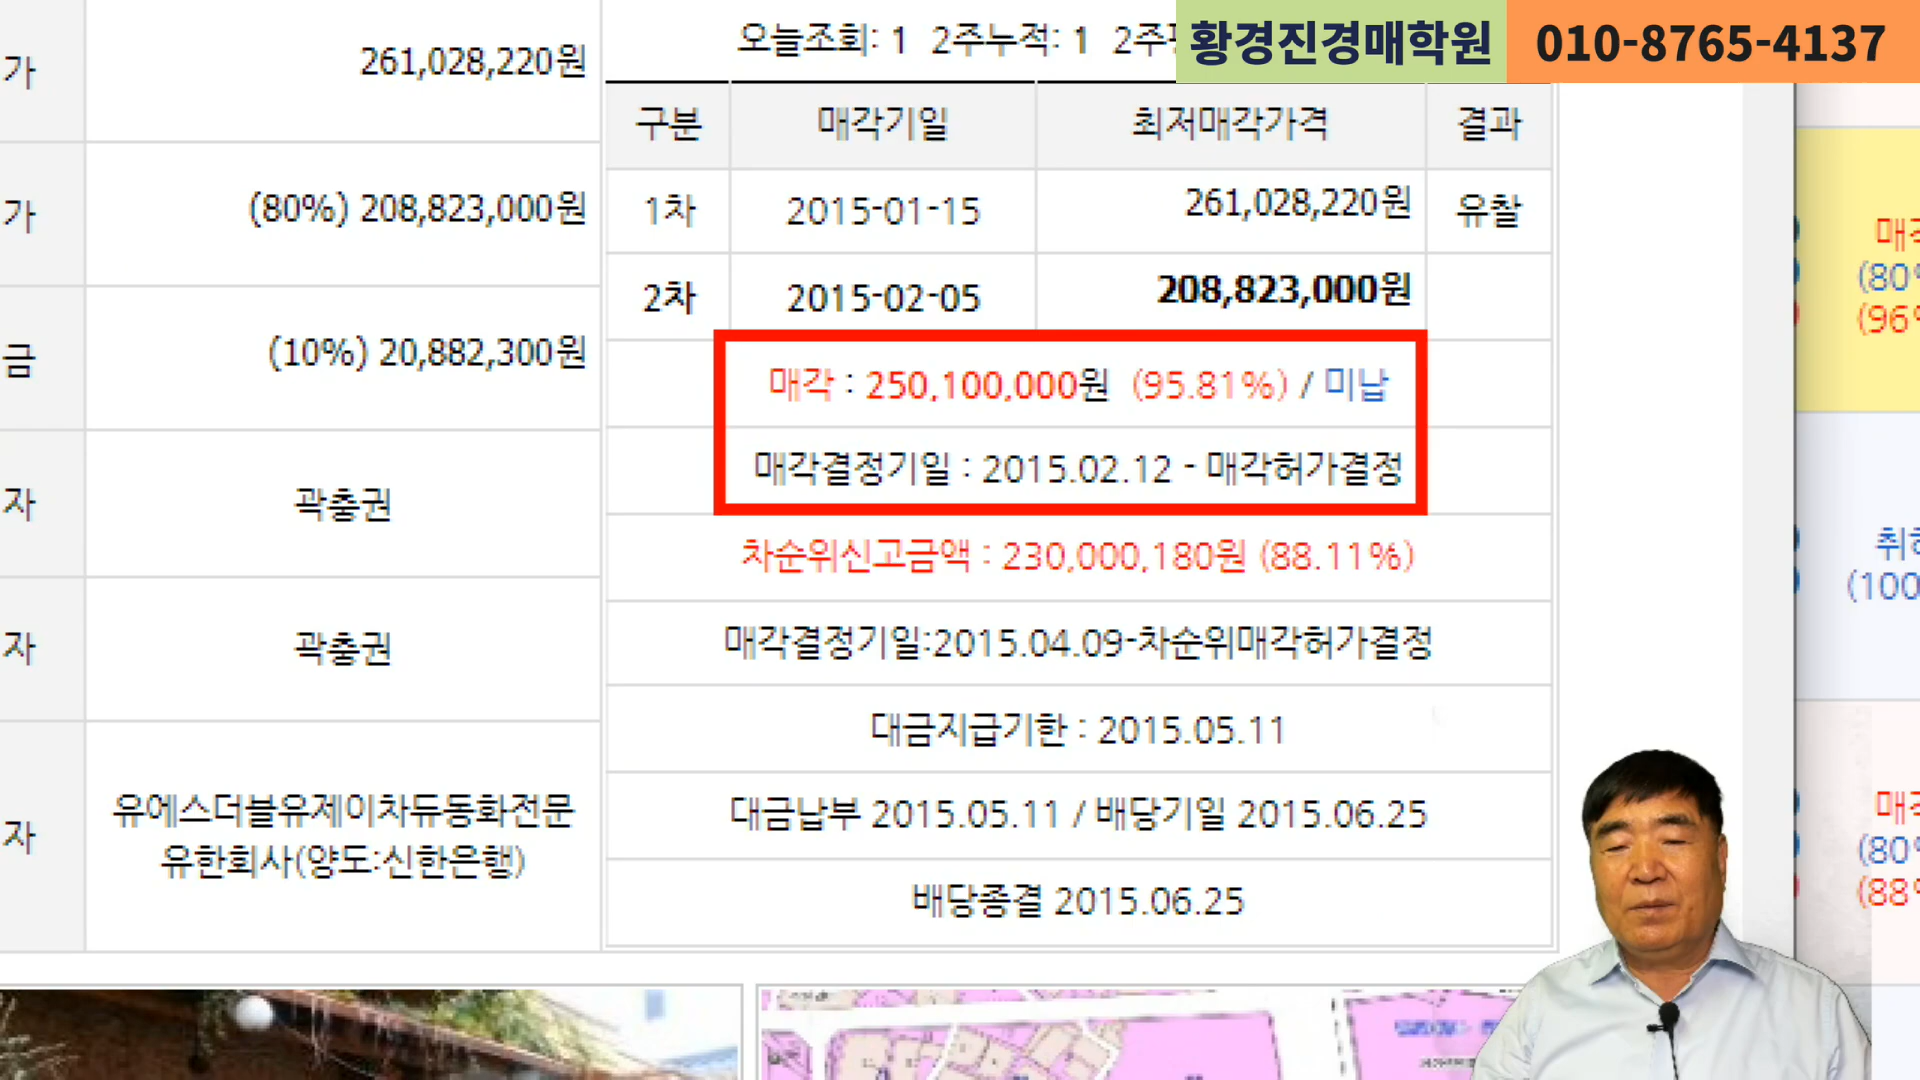 황경진경매학원 010-8765-4137
오늘조회: 1 2주누적: 1 2주
가 261,028,220원
가 (80%) 208,823,000원
금 (10%) 20,882,300원
자 곽충권
자 곽충권
자 유에스더블유제이차듀동화전문
유한회사(양도:신한은행)
구분 매각기일 최저매각가격 결과
1차 2015-01-15 261,028,220원 유찰
2차 2015-02-05 208,823,000원
매각 : 250,100,000원 (95.81%) / 미납
매각결정기일 : 2015.02.12 - 매각허가결정
차순위신고금액 : 230,000,180원 (88.11%)
매각결정기일:2015.04.09-차순위매각허가결정
대금지급기한 : 2015.05.11
대금납부 2015.05.11 / 배당기일 2015.06.25
배당종결 2015.06.25
매
(80
(96
취
(100
매
(80
(88